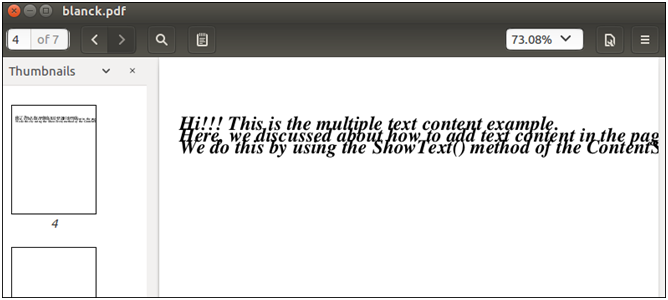 blanck.pdf
4 of 7
73.08%
Thumbnails
Hi!!! This is the multiple text content example.
Here, we discussed about how to add text content in the pag
We do this by using the ShowText() method of the ContentS
4